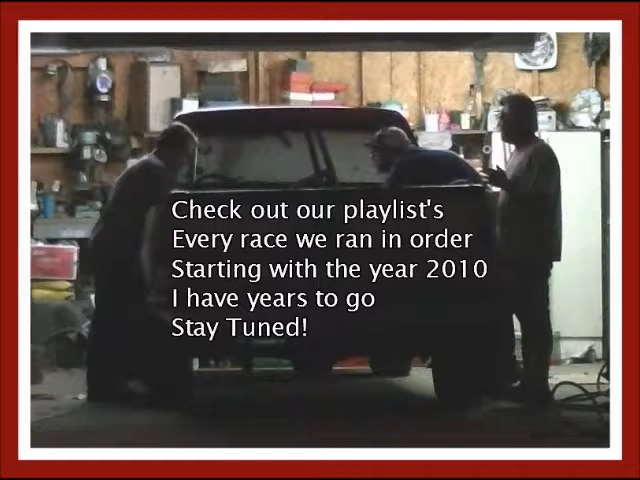 Check out our playlist's
Every race we ran in order
Starting with the year 2010
I have years to go
Stay Tuned!